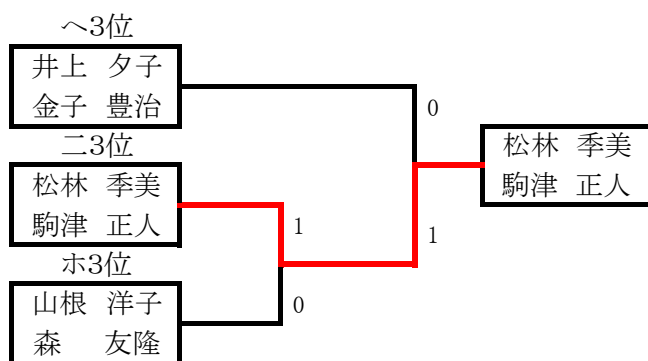 ヘ3位
井上 夕子
金子 豊治
0
二3位
松林 季美
駒津 正人
松林 季美
駒津 正人
1
1
ホ3位
山根 洋子
森 友隆
0